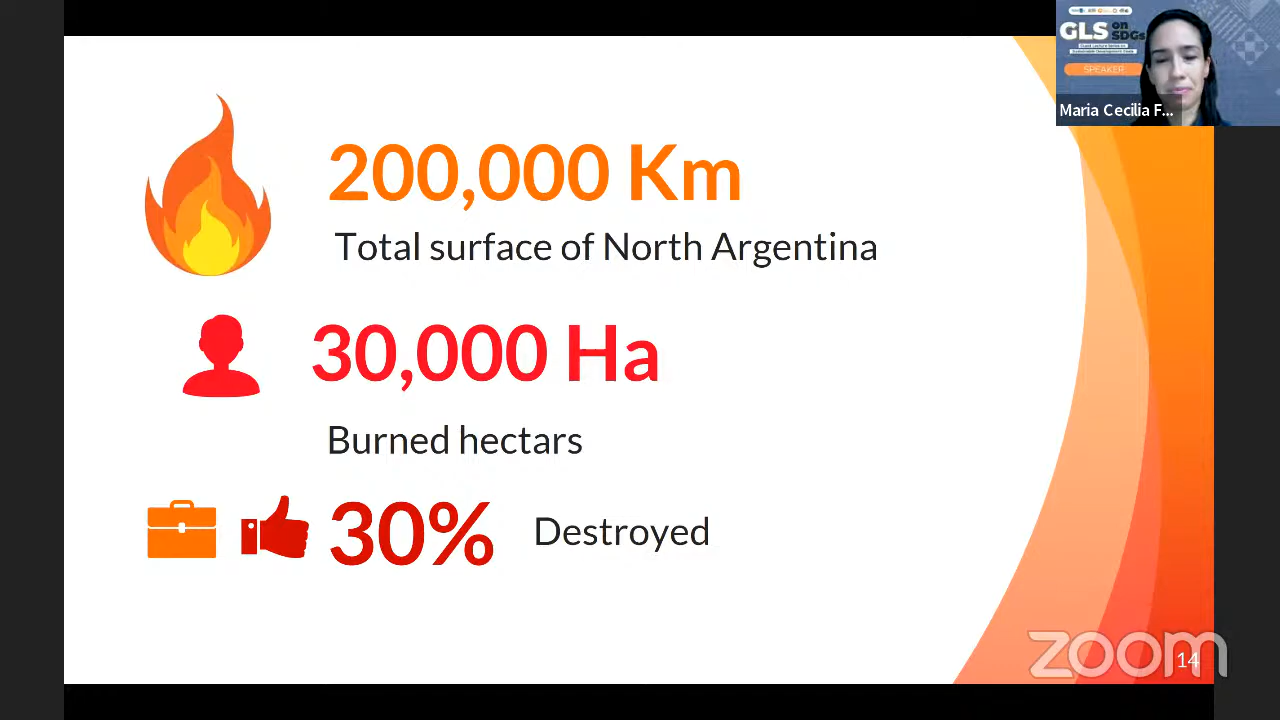 200,000 Km
Total surface of North Argentina
30,000 Ha
Burned hectars
30% Destroyed
GLS on SDGs
SPEAKER
Maria Cecilia F...
zoom
14